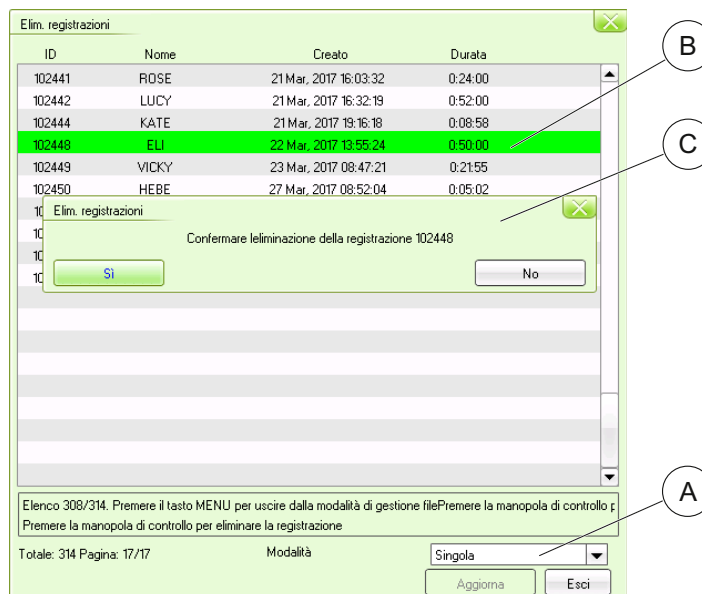 Elim. registrazioni
ID Nome Creato Durata
102441 ROSE 21 Mar, 2017 16:03:32 0:24:00
102442 LUCY 21 Mar, 2017 16:32:19 0:52:00
102444 KATE 21 Mar, 2017 19:16:18 0:08:58
102448 ELI 22 Mar, 2017 13:55:24 0:50:00
102449 VICKY 23 Mar, 2017 08:47:21 0:21:55
102450 HEBE 27 Mar, 2017 08:52:04 0:05:02
Elim. registrazioni
Confermare leliminazione della registrazione 102448
Sì No
Elenco 308/314. Premere il tasto MENU per uscire dalla modalità di gestione filePremere la manopola di controllo p
Premere la manopola di controllo per eliminare la registrazione
Totale: 314 Pagina: 17/17 Modalità Singola
Aggiorna Esci
B
C
A